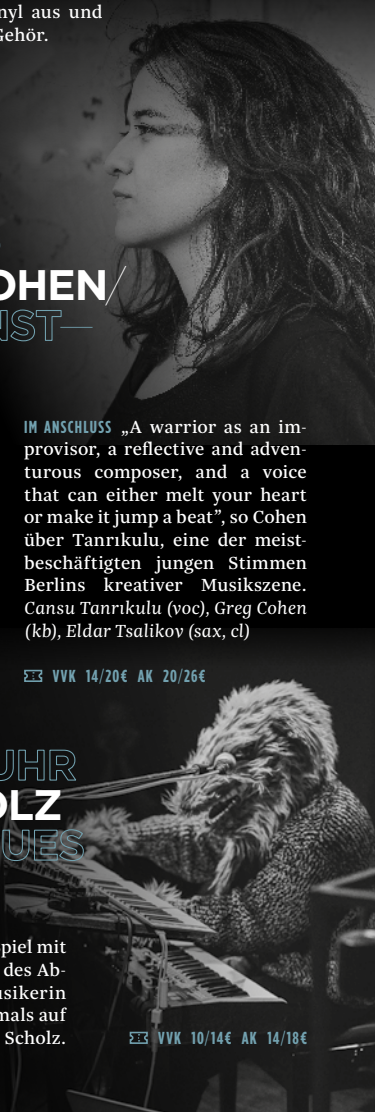 nyl aus und
Gehör.
OHEN/
NST—
IM ANSCHLUSS „A warrior as an im-
provisor, a reflective and adven-
turous composer, and a voice
that can either melt your heart
or make it jump a beat”, so Cohen
über Tanrıkulu, eine der meist-
beschäftigten jungen Stimmen
Berlins kreativer Musikszene.
Cansu Tanrıkulu (voc), Greg Cohen
(kb), Eldar Tsalikov (sax, cl)
VVK 14/20€ AK 20/26€
UHR
OLZ
UES
piel mit
des Ab-
usikerin
mals auf
Scholz.
VVK 10/14€ AK 14/18€